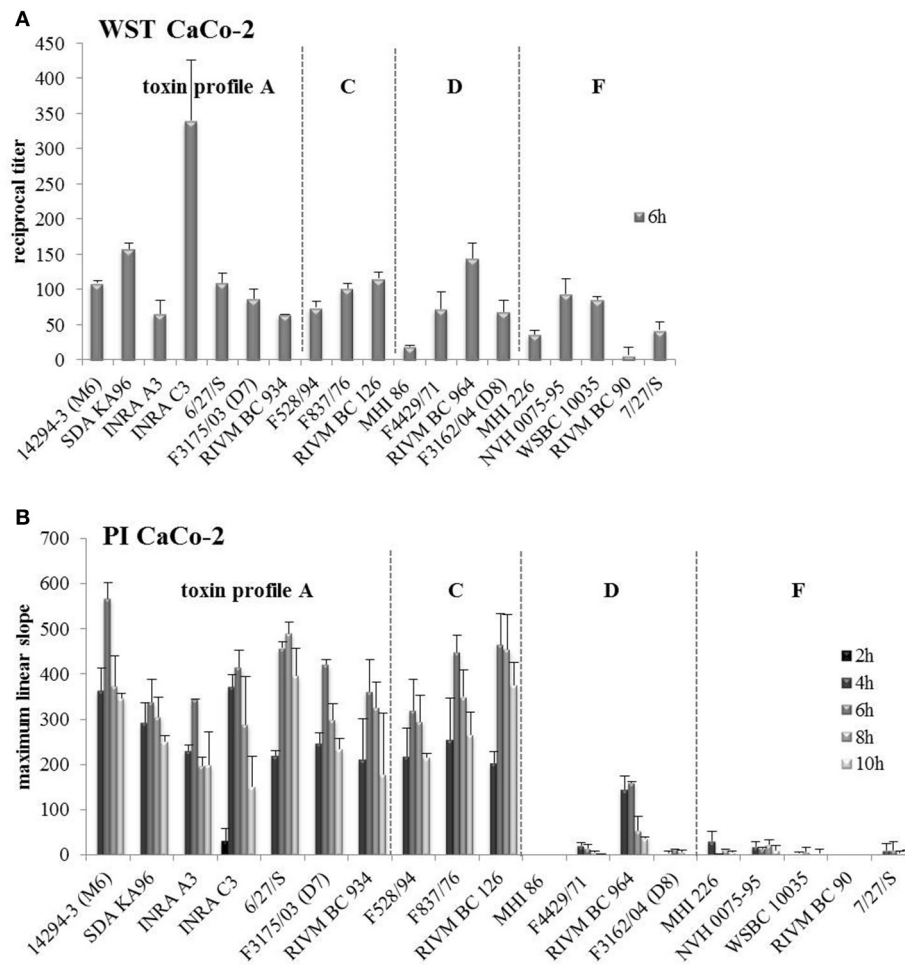 A
WST CaCo-2
450
400
350
300
250
200
150
100
50
0
reciprocal titer
toxin profile A
C
D
F
6h
14294-3 (M6)
SDA KA96
INRA A3
INRA C3
6/27/S
F3175/03 (D7)
RIVM BC 934
F528/94
F837/76
RIVM BC 126
MHI 86
F4429/71
RIVM BC 964
F3162/04 (D8)
MHI 226
NVH 0075-95
WSBC 10035
RIVM BC 90
7/27/S
B
PI CaCo-2
700
600
500
400
300
200
100
0
maximum linear slope
toxin profile A
C
D
F
2h
4h
6h
8h
10h
14294-3 (M6)
SDA KA96
INRA A3
INRA C3
6/27/S
F3175/03 (D7)
RIVM BC 934
F528/94
F837/76
RIVM BC 126
MHI 86
F4429/71
RIVM BC 964
F3162/04 (D8)
MHI 226
NVH 0075-95
WSBC 10035
RIVM BC 90
7/27/S